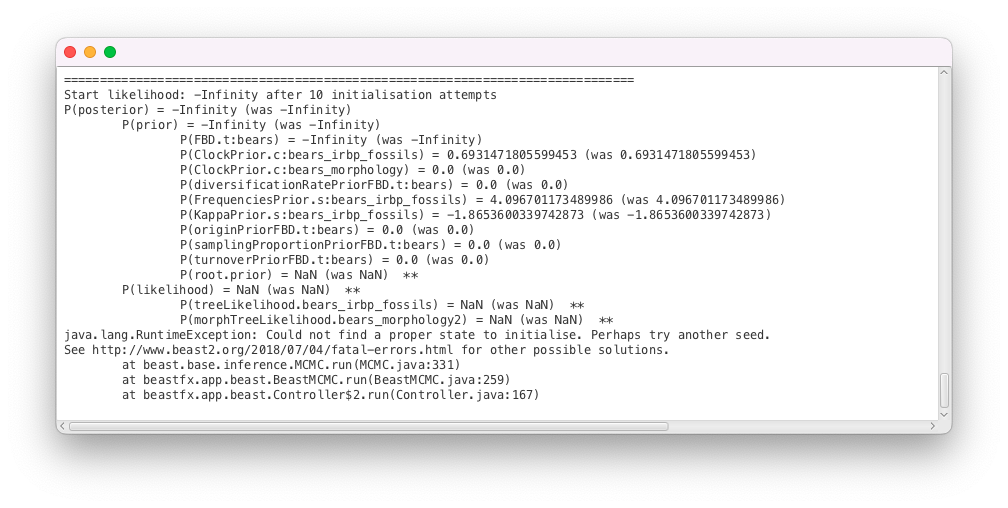 ===============================================================================
Start likelihood: -Infinity after 10 initialisation attempts
P(posterior) = -Infinity (was -Infinity)
P(prior) = -Infinity (was -Infinity)
P(FBD.t:bears) = -Infinity (was -Infinity)
P(ClockPrior.c:bears_irbp_fossils) = 0.6931471805599453 (was 0.6931471805599453)
P(ClockPrior.c:bears_morphology) = 0.0 (was 0.0)
P(diversificationRatePriorFBD.t:bears) = 0.0 (was 0.0)
P(FrequenciesPrior.s:bears_irbp_fossils) = 4.096701173489986 (was 4.096701173489986)
P(KappaPrior.s:bears_irbp_fossils) = -1.8653600339742873 (was -1.8653600339742873)
P(originPriorFBD.t:bears) = 0.0 (was 0.0)
P(samplingProportionPriorFBD.t:bears) = 0.0 (was 0.0)
P(turnoverPriorFBD.t:bears) = 0.0 (was 0.0)
P(root.prior) = NaN (was NaN)  **
P(likelihood) = NaN (was NaN)  **
P(treeLikelihood.bears_irbp_fossils) = NaN (was NaN)  **
P(morphTreeLikelihood.bears_morphology2) = NaN (was NaN)  **
java.lang.RuntimeException: Could not find a proper state to initialise. Perhaps try another seed.
See http://www.beast2.org/2018/07/04/fatal-errors.html for other possible solutions.
at beast.base.inference.MCMC.run(MCMC.java:331)
at beastfx.app.beast.BeastMCMC.run(BeastMCMC.java:259)
at beastfx.app.beast.Controller$2.run(Controller.java:167)